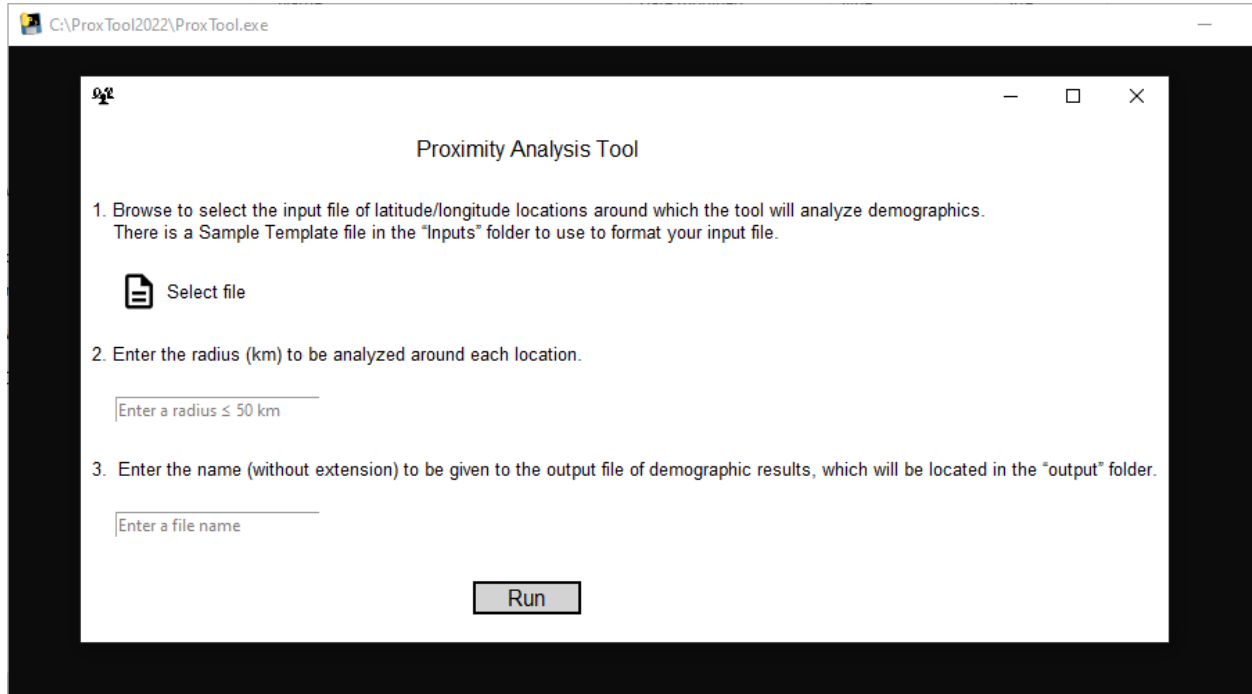 C:\ProxTool2022\ProxTool.exe
Proximity Analysis Tool
1. Browse to select the input file of latitude/longitude locations around which the tool will analyze demographics.
There is a Sample Template file in the “Inputs” folder to use to format your input file.
Select file
2. Enter the radius (km) to be analyzed around each location.
Enter a radius ≤ 50 km
3. Enter the name (without extension) to be given to the output file of demographic results, which will be located in the “output” folder.
Enter a file name
Run